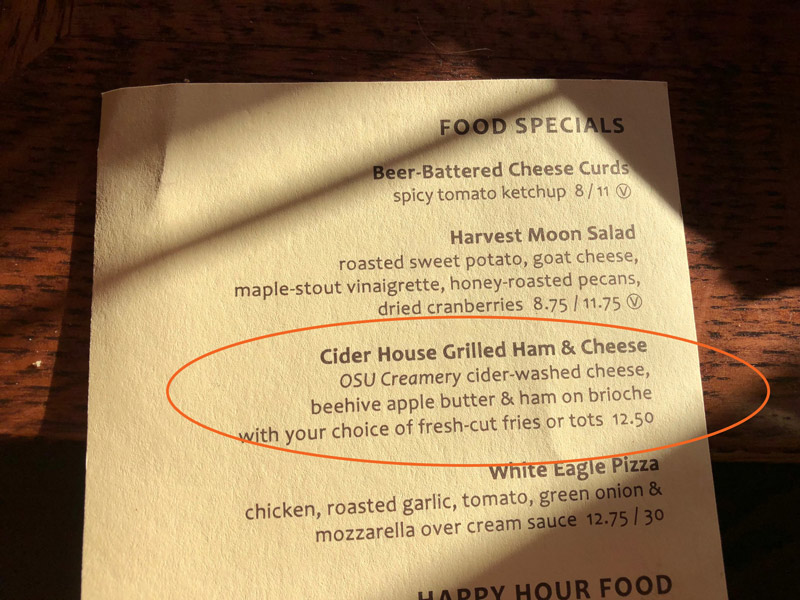 FOOD SPECIALS
Beer-Battered Cheese Curds
spicy tomato ketchup 8/11 Ⓥ
Harvest Moon Salad
roasted sweet potato, goat cheese,
maple-stout vinaigrette, honey-roasted pecans,
dried cranberries 8.75/11.75 Ⓥ
Cider House Grilled Ham & Cheese
OSU Creamery cider-washed cheese,
beehive apple butter & ham on brioche
with your choice of fresh-cut fries or tots 12.50
White Eagle Pizza
chicken, roasted garlic, tomato, green onion &
mozzarella over cream sauce 12.75/30
HAPPY HOUR FOOD